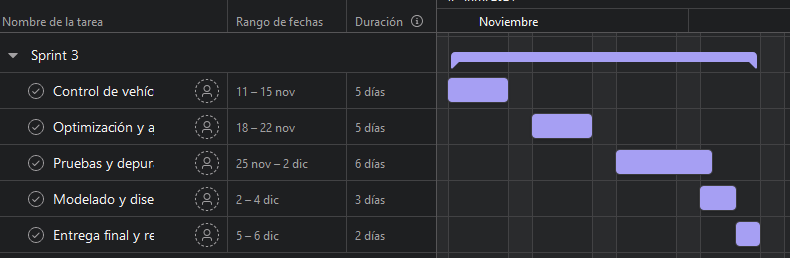 Noviembre
Nombre de la tarea Rango de fechas Duración
Sprint 3
Control de vehíc 11 – 15 nov 5 días
Optimización y a 18 – 22 nov 5 días
Pruebas y depura 25 nov – 2 dic 6 días
Modelado y dise 2 – 4 dic 3 días
Entrega final y re 5 – 6 dic 2 días